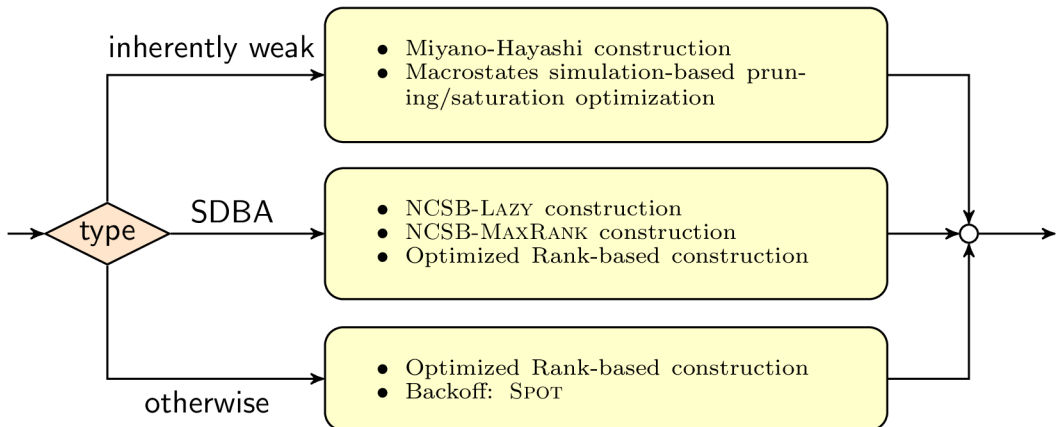 inherently weak
• Miyano-Hayashi construction
• Macrostates simulation-based prun-
ing/saturation optimization
type
SDBA
• NCSB-LAZY construction
• NCSB-MAXRANK construction
• Optimized Rank-based construction
otherwise
• Optimized Rank-based construction
• Backoff: SPOT